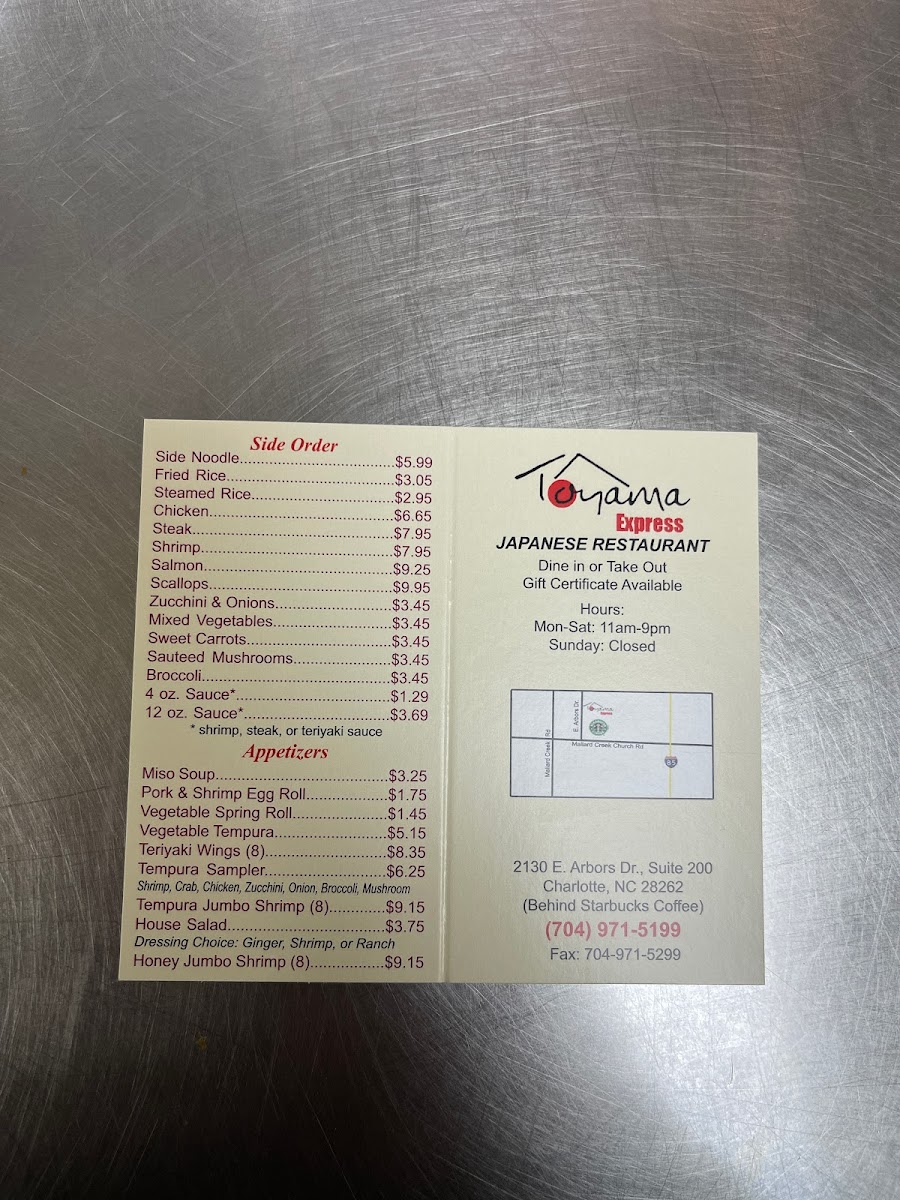 Side Order
Side Noodle........................................$5.99
Fried Rice...........................................$3.05
Steamed Rice....................................$2.95
Chicken..............................................$6.65
Steak..................................................$7.95
Shrimp................................................$7.95
Salmon...............................................$9.25
Scallops..............................................$9.95
Zucchini & Onions..............................$3.45
Mixed Vegetables...............................$3.45
Sweet Carrots.....................................$3.45
Sauteed Mushrooms.........................$3.45
Broccoli................................................$3.45
4 oz. Sauce*.......................................$1.29
12 oz. Sauce*.....................................$3.69
* shrimp, steak, or teriyaki sauce
Appetizers
Miso Soup...........................................$3.25
Pork & Shrimp Egg Roll.....................$1.75
Vegetable Spring Roll........................$1.45
Vegetable Tempura............................$5.15
Teriyaki Wings (8)...............................$8.35
Tempura Sampler...............................$6.25
Shrimp, Crab, Chicken, Zucchini, Onion, Broccoli, Mushroom
Tempura Jumbo Shrimp (8)..............$9.15
House Salad.......................................$3.75
Dressing Choice: Ginger, Shrimp, or Ranch
Honey Jumbo Shrimp (8)..................$9.15
Toyama
Express
JAPANESE RESTAURANT
Dine in or Take Out
Gift Certificate Available
Hours:
Mon-Sat: 11am-9pm
Sunday: Closed
E. Arbors Dr.
Toyama
Express
Mallard Creek Rd
Mallard Creek Church Rd
85
2130 E. Arbors Dr., Suite 200
Charlotte, NC 28262
(Behind Starbucks Coffee)
(704) 971-5199
Fax: 704-971-5299